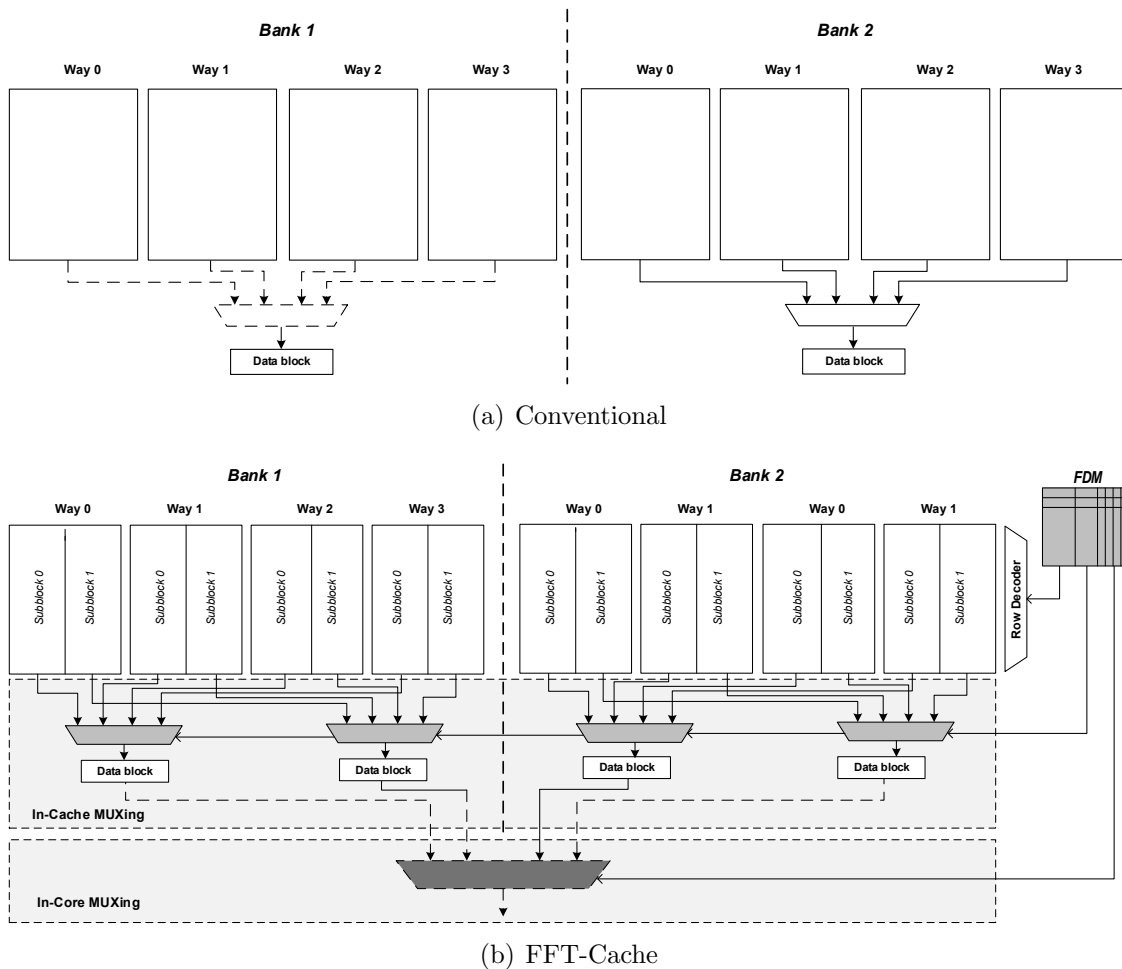 Bank 1 Bank 2
Way 0 Way 1 Way 2 Way 3 Way 0 Way 1 Way 2 Way 3
Data block Data block
(a) Conventional
Bank 1 Bank 2 FDM
Way 0 Way 1 Way 2 Way 3 Way 0 Way 1 Way 0 Way 1
Subblock 0 Subblock 1 Subblock 0 Subblock 1 Subblock 0 Subblock 1 Subblock 0 Subblock 1 Subblock 0 Subblock 1 Subblock 0 Subblock 1 Subblock 0 Subblock 1 Subblock 0 Subblock 1 Row Decoder
Data block Data block Data block Data block
In-Cache MUXing
In-Core MUXing
(b) FFT-Cache